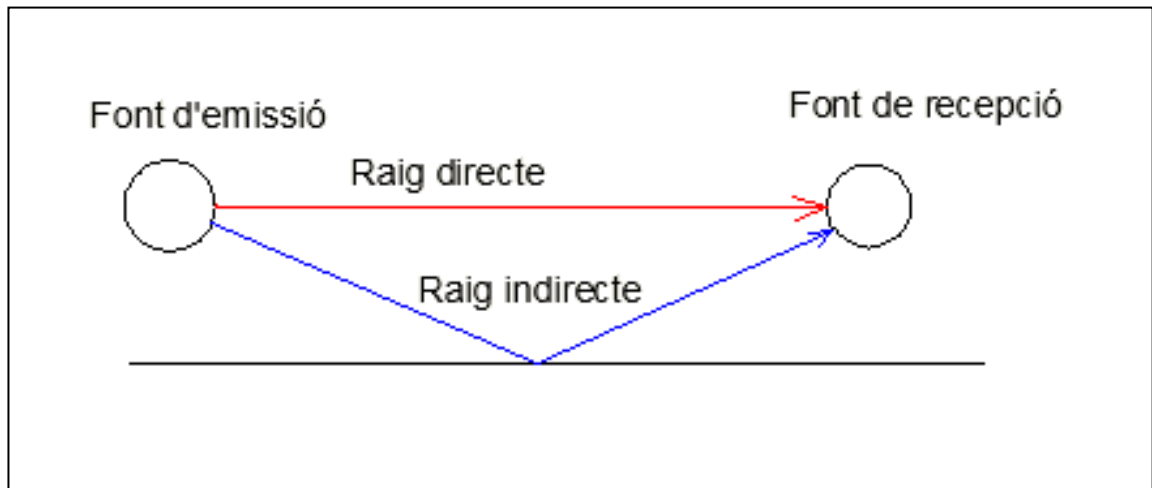 Font d'emissió
Font de recepció
Raig directe
Raig indirecte